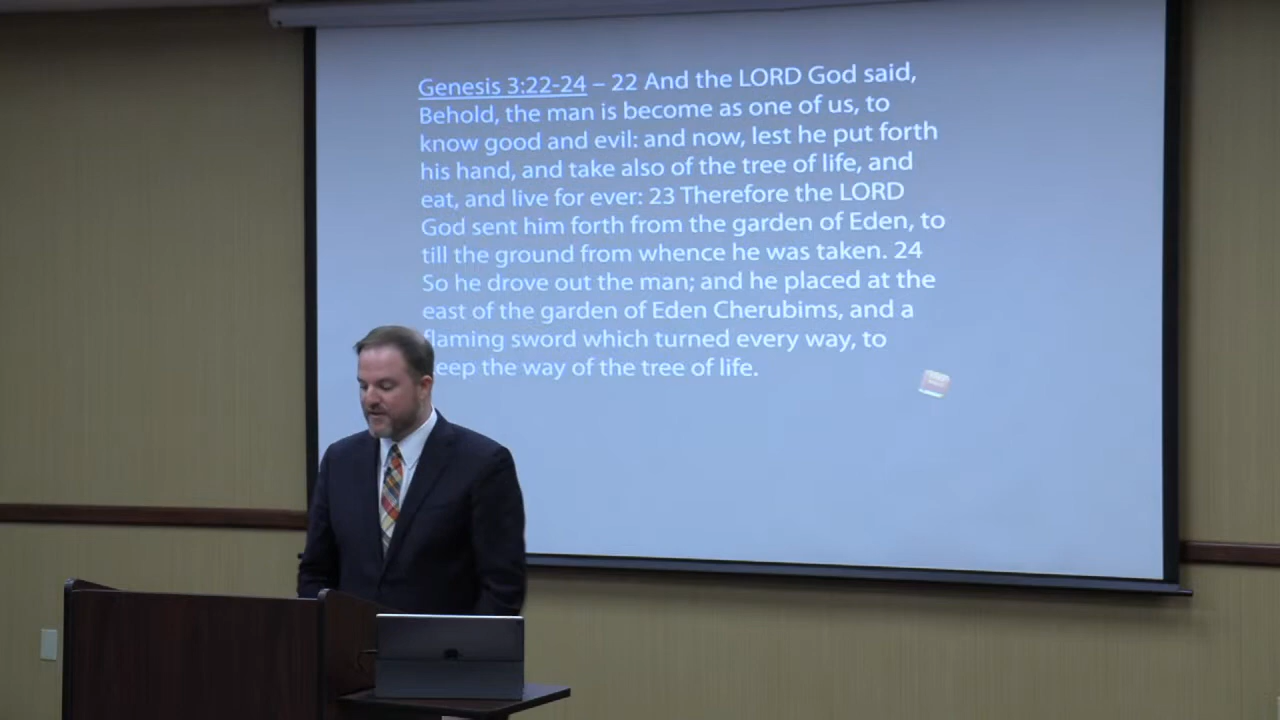 Genesis 3:22-24 – 22 And the LORD God said,
Behold, the man is become as one of us, to
know good and evil: and now, lest he put forth
his hand, and take also of the tree of life, and
eat, and live for ever: 23 Therefore the LORD
God sent him forth from the garden of Eden, to
till the ground from whence he was taken. 24
So he drove out the man; and he placed at the
east of the garden of Eden Cherubims, and a
flaming sword which turned every way, to
keep the way of the tree of life.